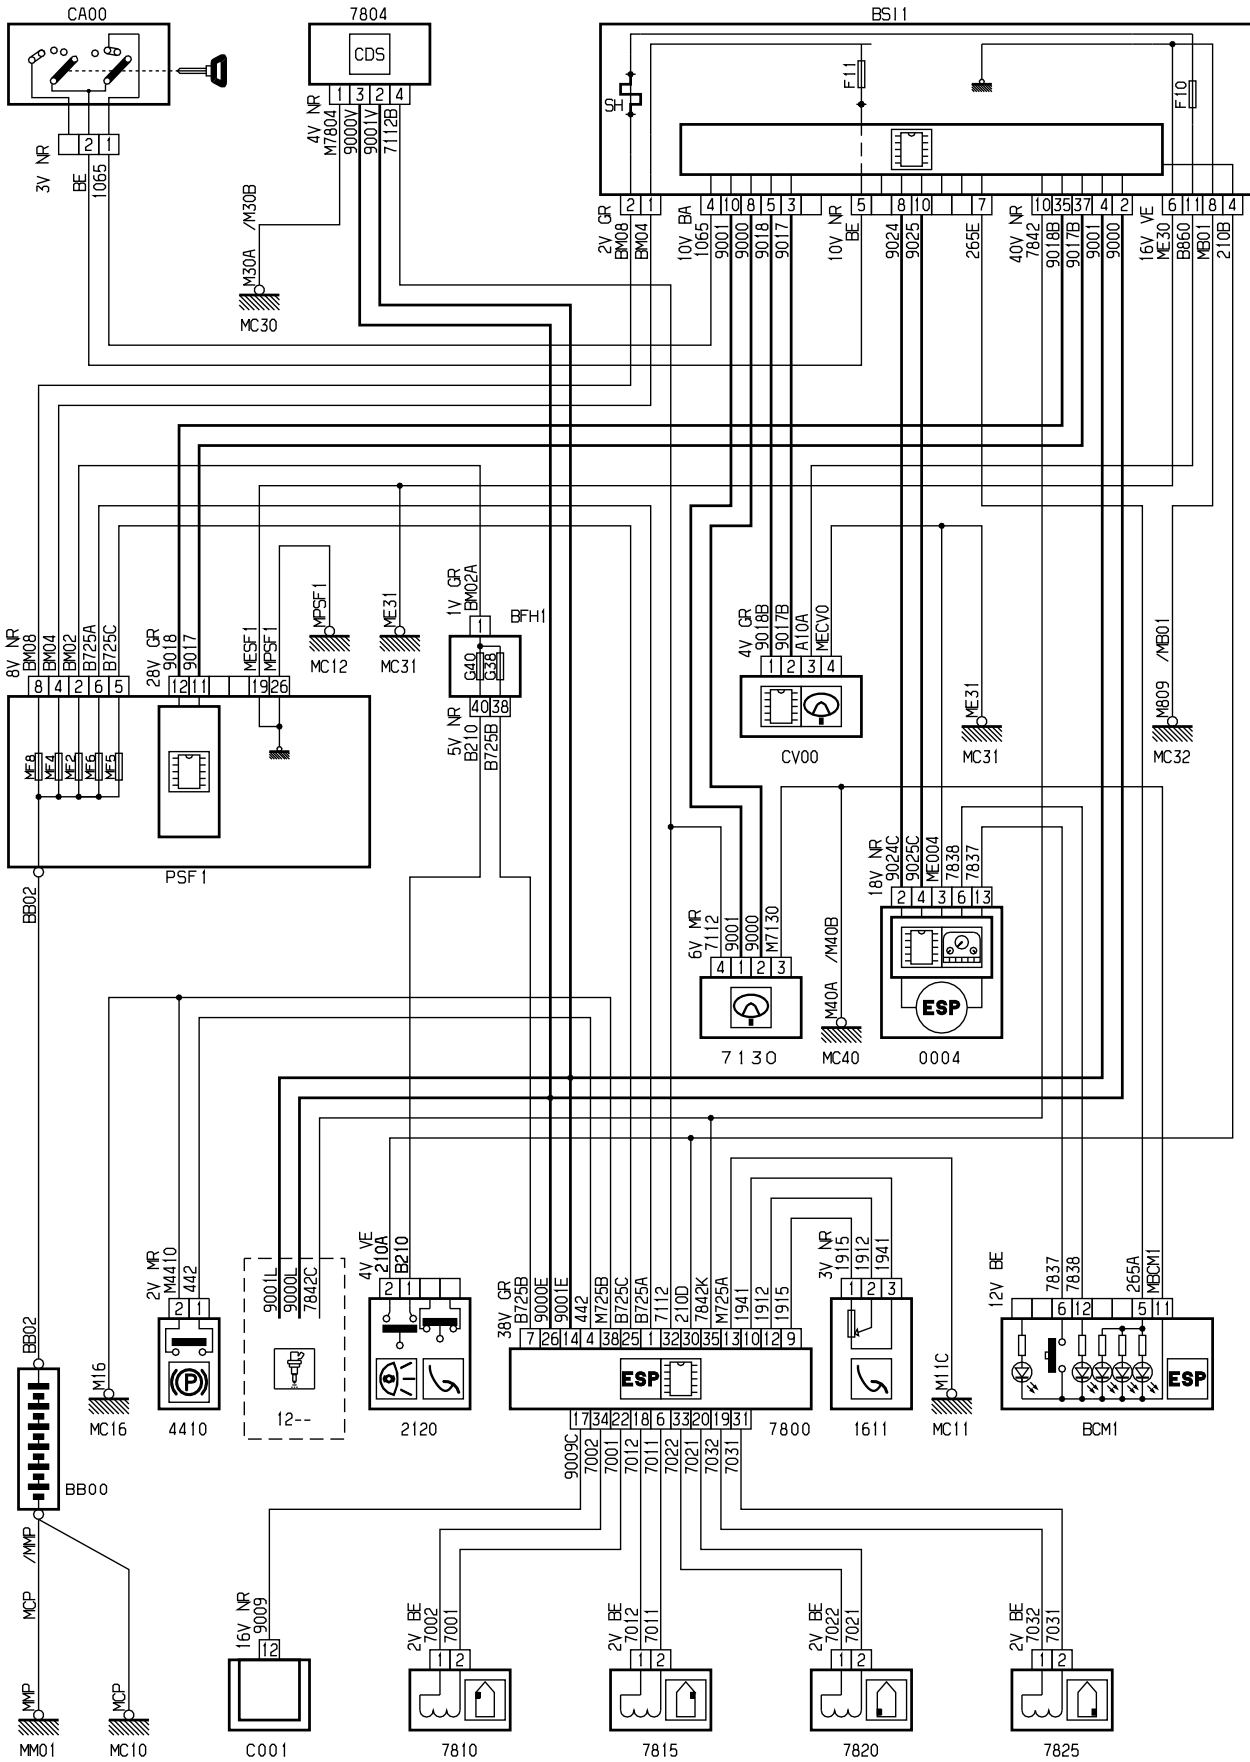 CA00
7804
BSI1
CDS
1 3 2 4
4V NR
M7804
9000V
9001V
7112B
2 1
3V NR
BE
1065
M30A /M30B
MC30
SH
F11
F10
2 1
4 10 8 5 3
5 8 10 7
10 35 37 4 2
6 11 8 4
2V GR
BM08
BM04
10V BA
1065
9001
9000
9018
9017
10V NR
BE
9024
9025
265E
40V NR
7842
9018B
9017B
9001
9000
16V VE
ME30
B860
MB01
210B
8V NR
BM08
BM04
BM02
B725A
B725C
8 4 2 6 5
28V GR
9018
9017
MESF1
MPSF1
12 11 19 26
MPSF1
MC12
ME31
MC31
MF8
MF4
MF2
MF6
MF5
PSF1
BB02
1V GR
BM02A
BFH1
1
G40
G38
40 38
5V NR
B210
B725B
4V GR
9018B
9017B
A10A
MECV0
1 2 3 4
CV00
ME31
MC31
M809 /MB01
MC32
6V MR
7112
9001
9000
M7130
4 1 2 3
7130
M40A /M40B
MC40
18V NR
9024C
9025C
ME004
7838
7837
2 4 3 6 13
ESP
0004
BB02
BB00
M16
MC16
2V MR
M4410
442
2 1
P
4410
9001L
9000L
7842C
12--
4V VE
210A
B210
2 1
2120
38V GR
B725B
9000E
9001E
442
M725B
B725C
B725A
7112
210D
7842K
M725A
1941
1912
1915
7 26 14 4 38 25 1 32 30 35 13 10 12 9
ESP
7800
17 34 22 18 6 33 20 19 31
9009C
7002
7001
7012
7011
7022
7021
7032
7031
3V NR
1915
1912
1941
1 2 3
1611
M11C
MC11
12V BE
7837
7838
265A
MBCM1
6 12 5 11
ESP
BCM1
/MMP
MCP
MMP
MCP
MM01
MC10
16V NR
9009
12
C001
2V BE
7002
7001
1 2
7810
2V BE
7012
7011
1 2
7815
2V BE
7022
7021
1 2
7820
2V BE
7032
7031
1 2
7825